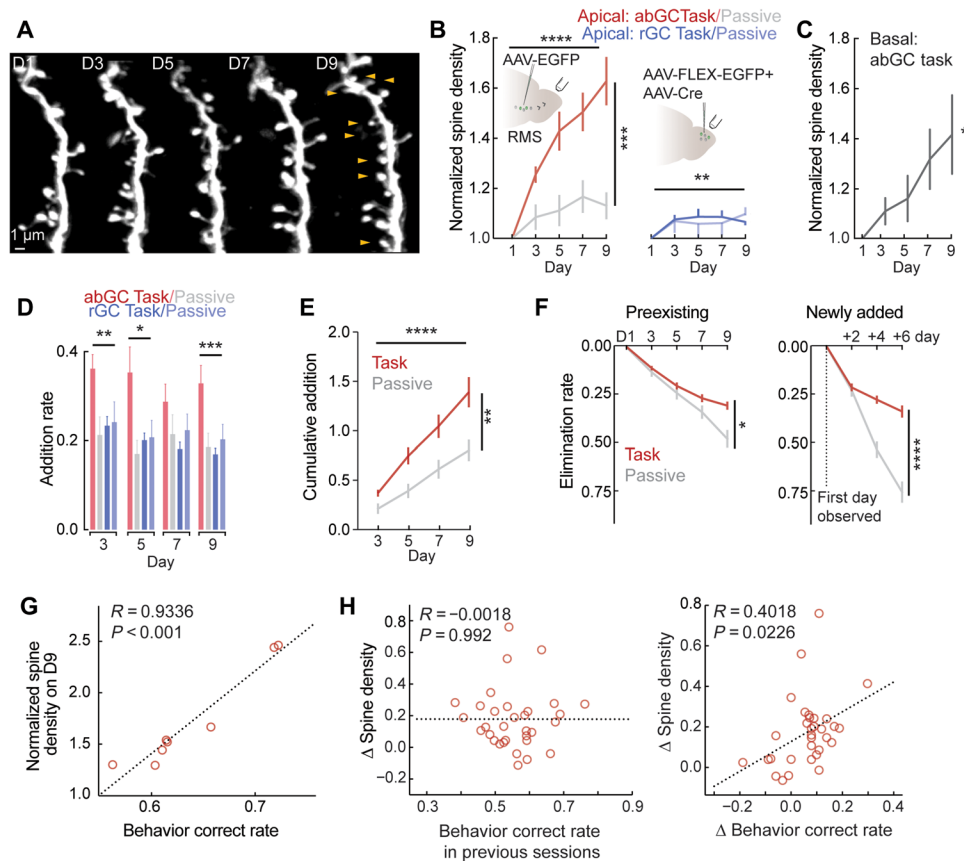 A
D1 D3 D5 D7 D9
1 μm
B
Apical: abGCTask/Passive
Apical: rGC Task/Passive
Normalized spine density
1.8
1.6
1.4
1.2
1.0
****
AAV-EGFP
RMS
***
AAV-FLEX-EGFP+
AAV-Cre
**
1 3 5 7 9
Day
1 3 5 7 9
Day
C
Basal:
abGC task
Normalized spine density
1.8
1.6
1.4
1.2
1.0
*
1 3 5 7 9
Day
D
abGC Task/Passive
rGC Task/Passive
Addition rate
0.4
0.2
0.0
** * ***
3 5 7 9
Day
E
Cumulative addition
2.0
1.5
1.0
0.5
0.0
****
Task
Passive
**
3 5 7 9
Day
F
Preexisting
D1 3 5 7 9
Elimination rate
0.00
0.25
0.50
0.75
Task
Passive
*
Newly added
+2 +4 +6 day
0.00
0.25
0.50
0.75
****
First day
observed
G
R = 0.9336
P < 0.001
Normalized spine
density on D9
2.5
2.0
1.5
1.0
0.6 0.7
Behavior correct rate
H
R = −0.0018
P = 0.992
Δ Spine density
0.8
0.6
0.4
0.2
0.0
−0.2
0.3 0.5 0.7 0.9
Behavior correct rate
in previous sessions
R = 0.4018
P = 0.0226
Δ Spine density
0.8
0.6
0.4
0.2
0.0
−0.2 0.0 0.2 0.4
Δ Behavior correct rate